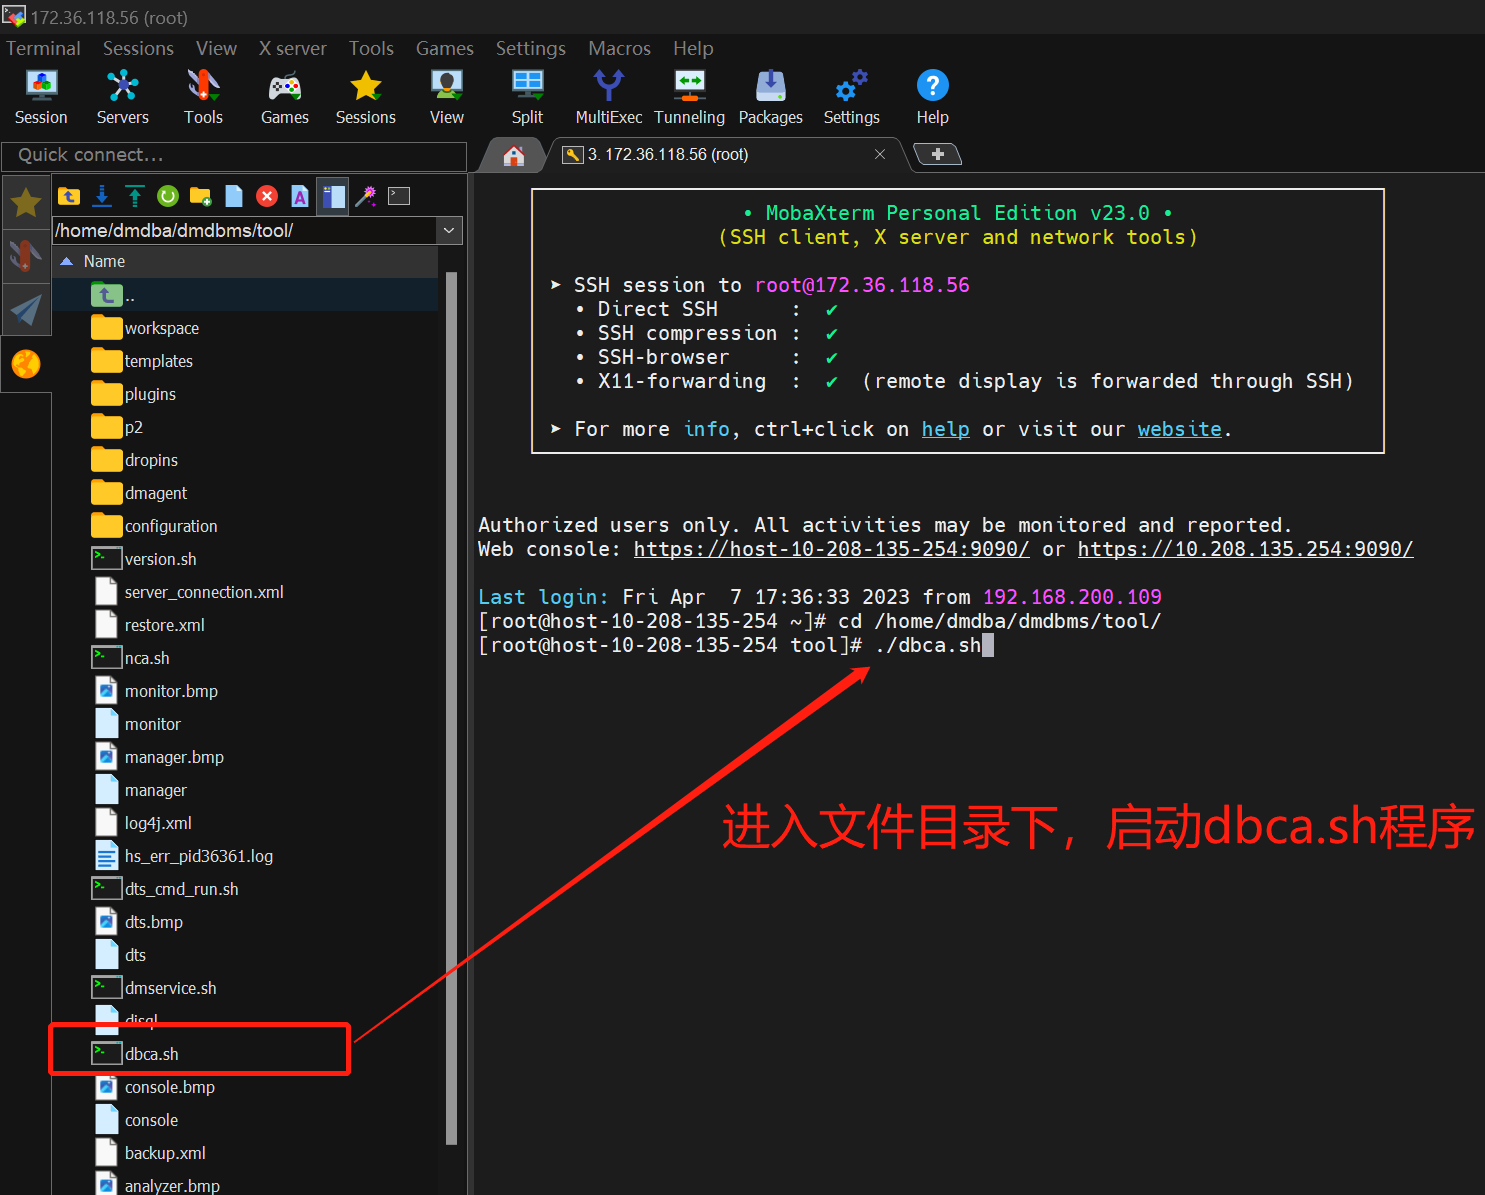 172.36.118.56 (root)
Terminal Sessions View X server Tools Games Settings Macros Help
Session Servers Tools Games Sessions View Split MultiExec Tunneling Packages Settings Help
Quick connect...
3. 172.36.118.56 (root)
/home/dmdba/dmdbms/tool/
Name
..
workspace
templates
plugins
p2
dropins
dmagent
configuration
version.sh
server_connection.xml
restore.xml
nca.sh
monitor.bmp
monitor
manager.bmp
manager
log4j.xml
hs_err_pid36361.log
dts_cmd_run.sh
dts.bmp
dts
dmservice.sh
disql
dbca.sh
console.bmp
console
backup.xml
analyzer.bmp
• MobaXterm Personal Edition v23.0 •
(SSH client, X server and network tools)
➤ SSH session to root@172.36.118.56
• Direct SSH : ✔
• SSH compression : ✔
• SSH-browser : ✔
• X11-forwarding : ✔ (remote display is forwarded through SSH)
➤ For more info, ctrl+click on help or visit our website.
Authorized users only. All activities may be monitored and reported.
Web console: https://host-10-208-135-254:9090/ or https://10.208.135.254:9090/
Last login: Fri Apr 7 17:36:33 2023 from 192.168.200.109
[root@host-10-208-135-254 ~]# cd /home/dmdba/dmdbms/tool/
[root@host-10-208-135-254 tool]# ./dbca.sh
进入文件目录下，启动dbca.sh程序